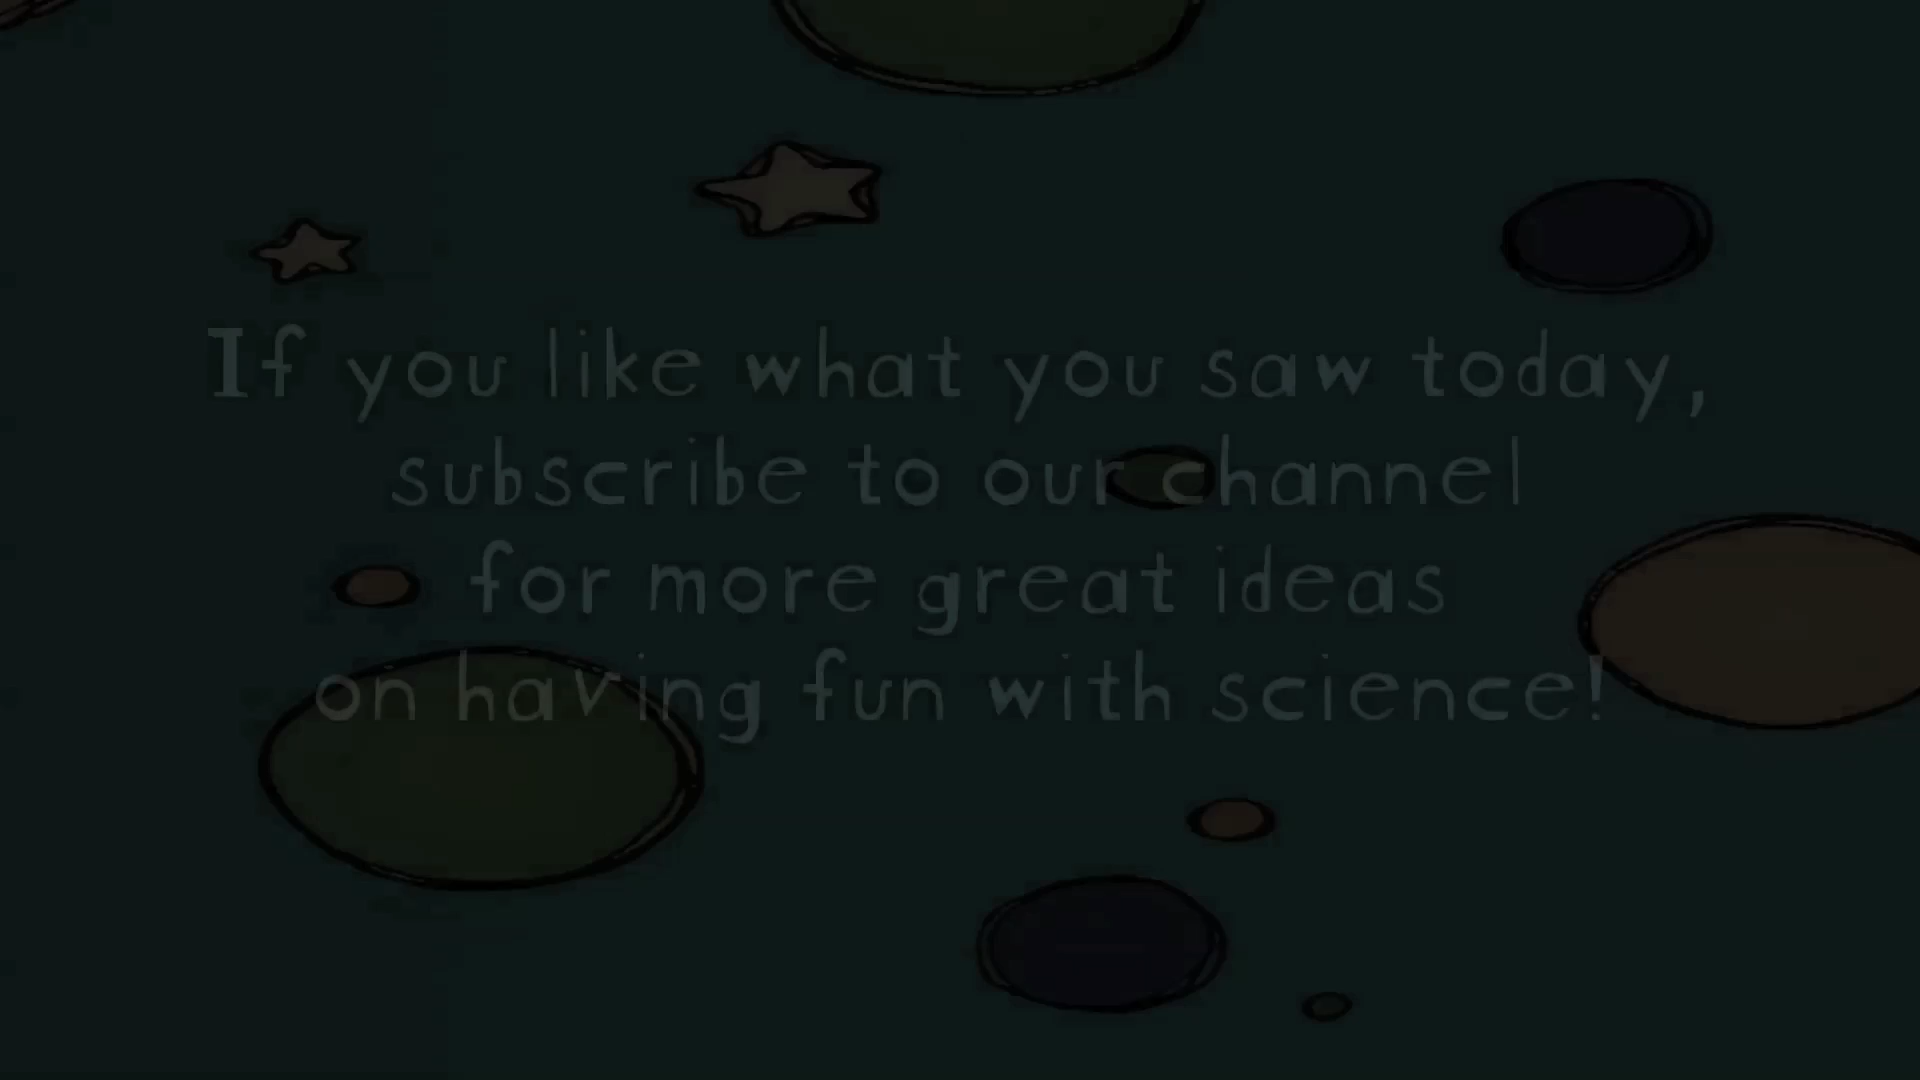 If you like what you saw today,
subscribe to our channel
for more great ideas
on having fun with science!